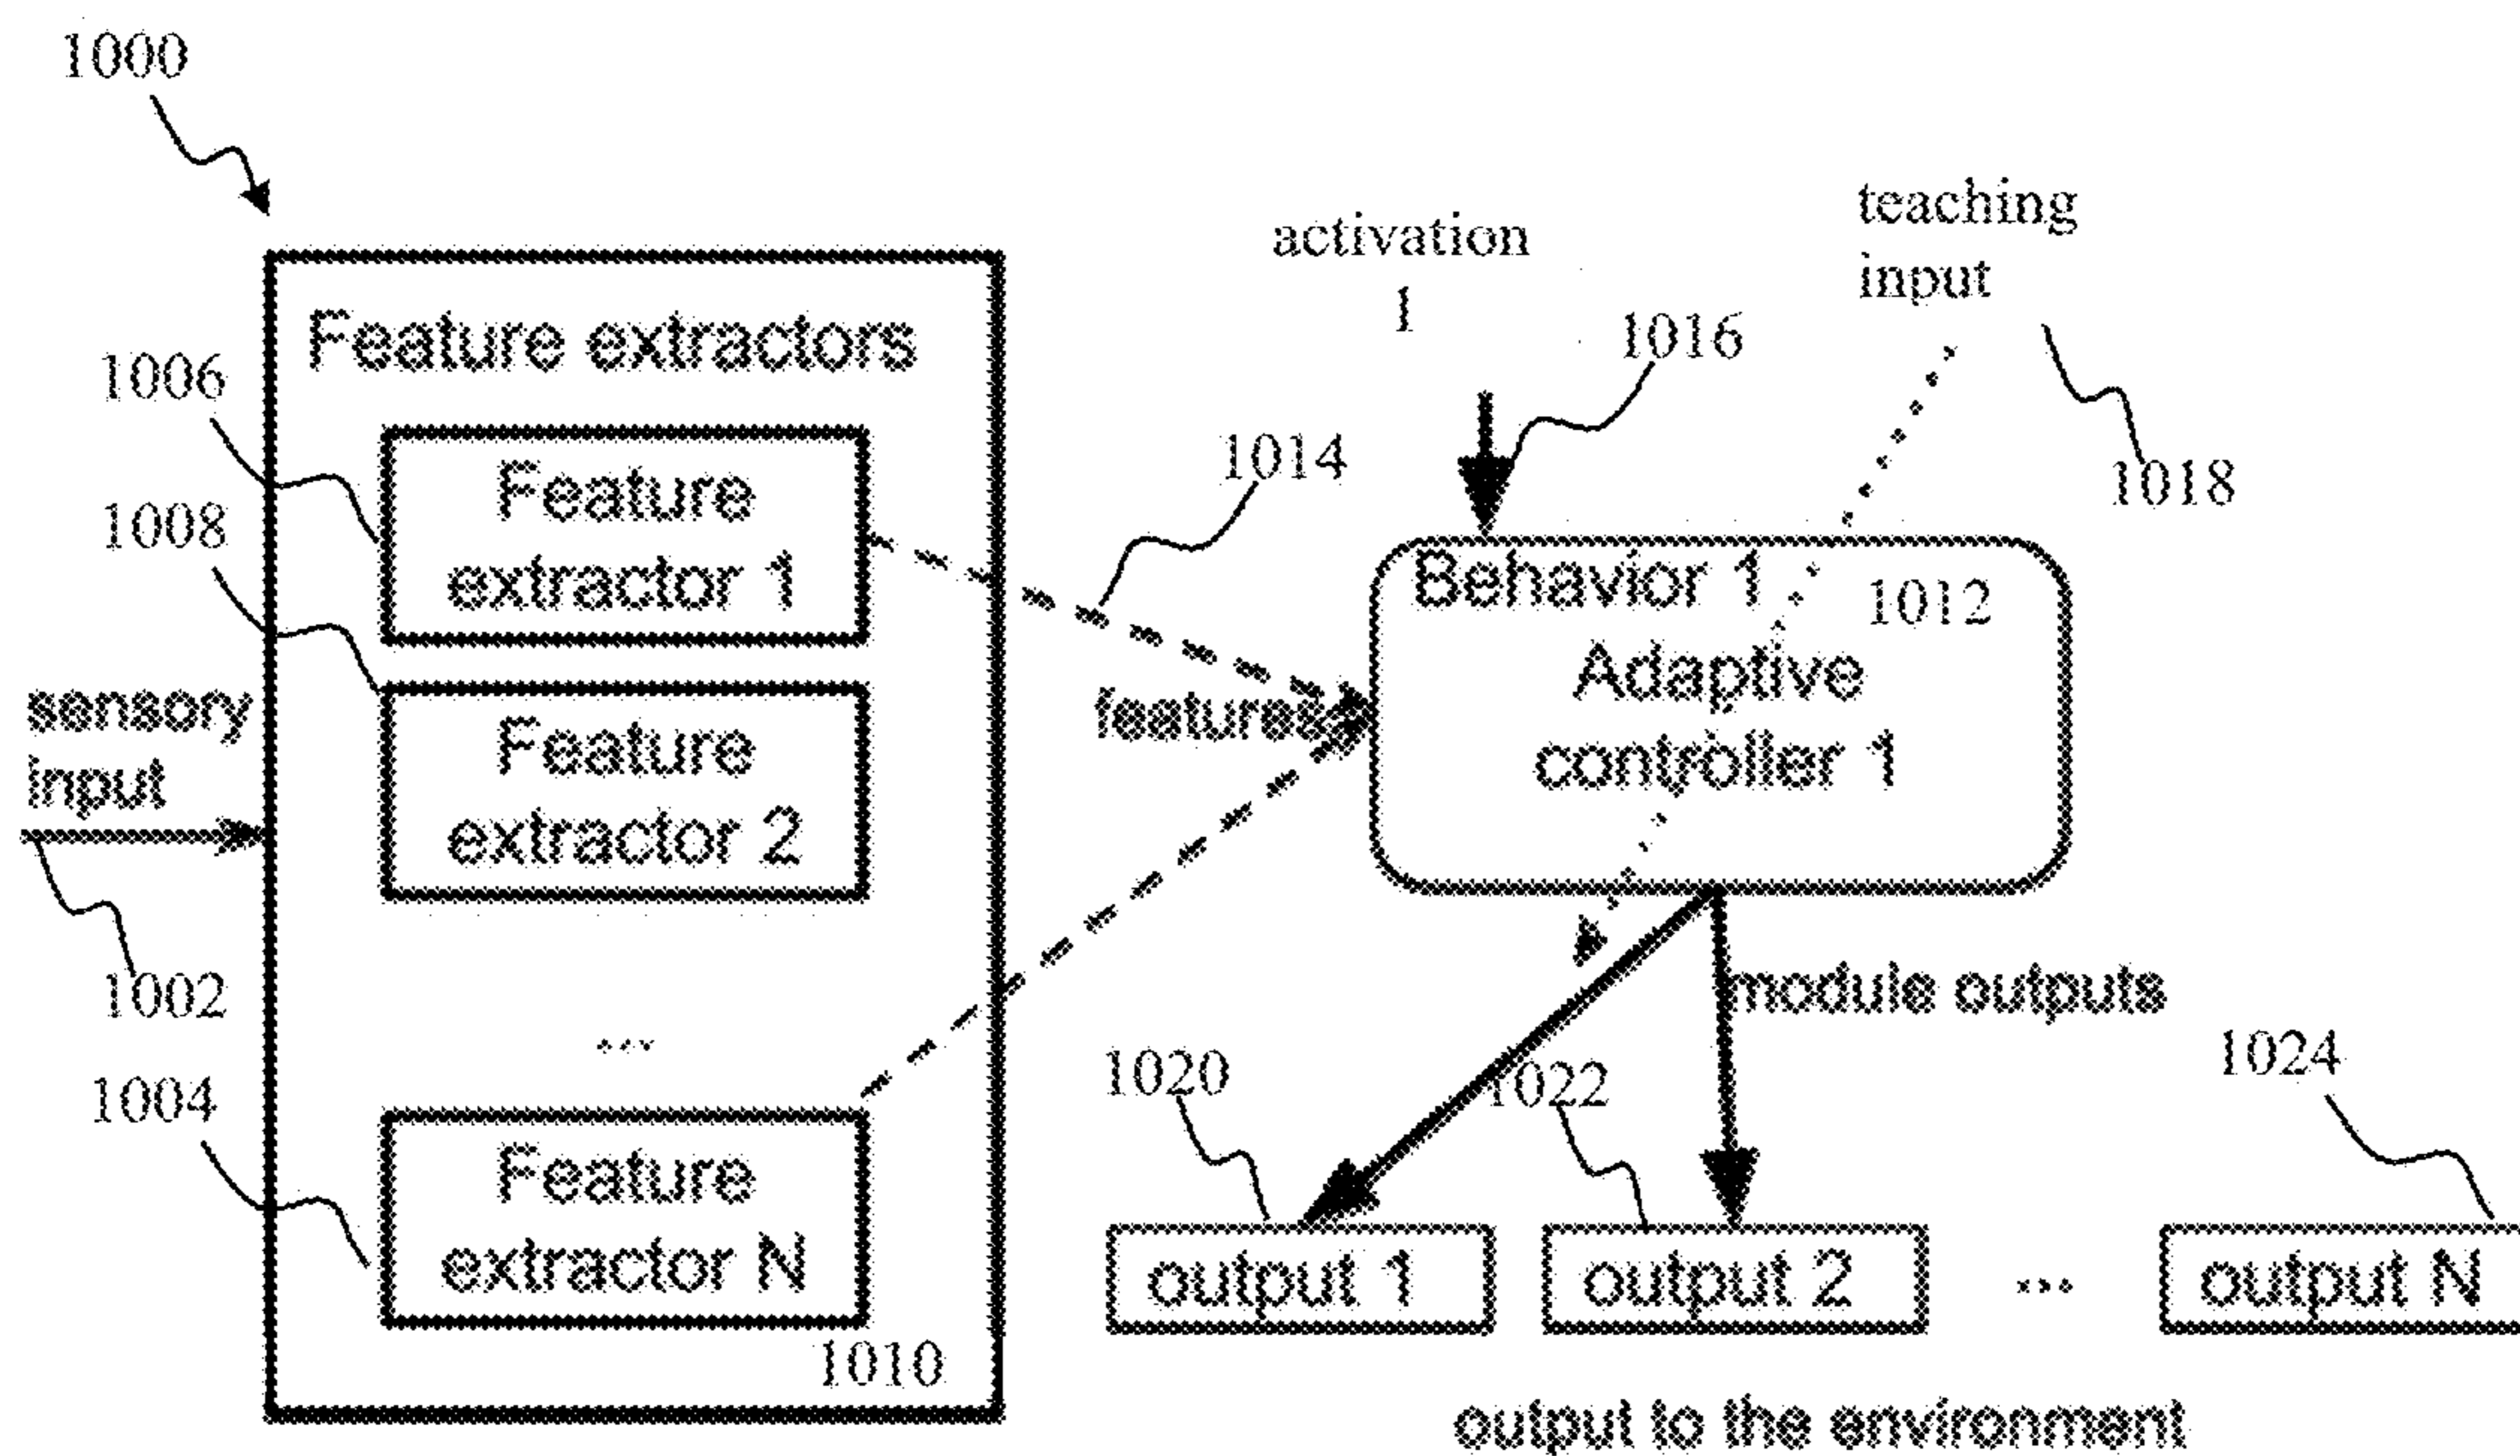 1000
teaching
input
activation
1
1016
Feature extractors
1006
1014
1018
Feature
extractor 1
1008
Behavior 1
1012
Adaptive
controller 1
sensory
input
features
Feature
extractor 2
1002
module outputs
...
1004
1020
1022
1024
Feature
extractor N
output 1
output 2
...
output N
1010
output to the environment